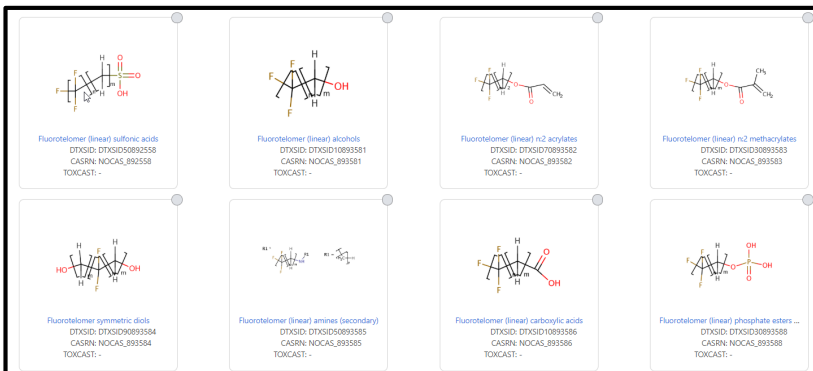 Fluorotelomer (linear) sulfonic acids
DTXSID: DTXSID50892558
CASRN: NOCAS_892558
TOXCAST: -
Fluorotelomer (linear) alcohols
DTXSID: DTXSID10893581
CASRN: NOCAS_893581
TOXCAST: -
Fluorotelomer (linear) n:2 acrylates
DTXSID: DTXSID70893582
CASRN: NOCAS_893582
TOXCAST: -
Fluorotelomer (linear) n:2 methacrylates
DTXSID: DTXSID30893583
CASRN: NOCAS_893583
TOXCAST: -
Fluorotelomer symmetric diols
DTXSID: DTXSID90893584
CASRN: NOCAS_893584
TOXCAST: -
Fluorotelomer (linear) amines (secondary)
DTXSID: DTXSID50893585
CASRN: NOCAS_893585
TOXCAST: -
Fluorotelomer (linear) carboxylic acids
DTXSID: DTXSID10893586
CASRN: NOCAS_893586
TOXCAST: -
Fluorotelomer (linear) phosphate esters ...
DTXSID: DTXSID30893588
CASRN: NOCAS_893588
TOXCAST: -